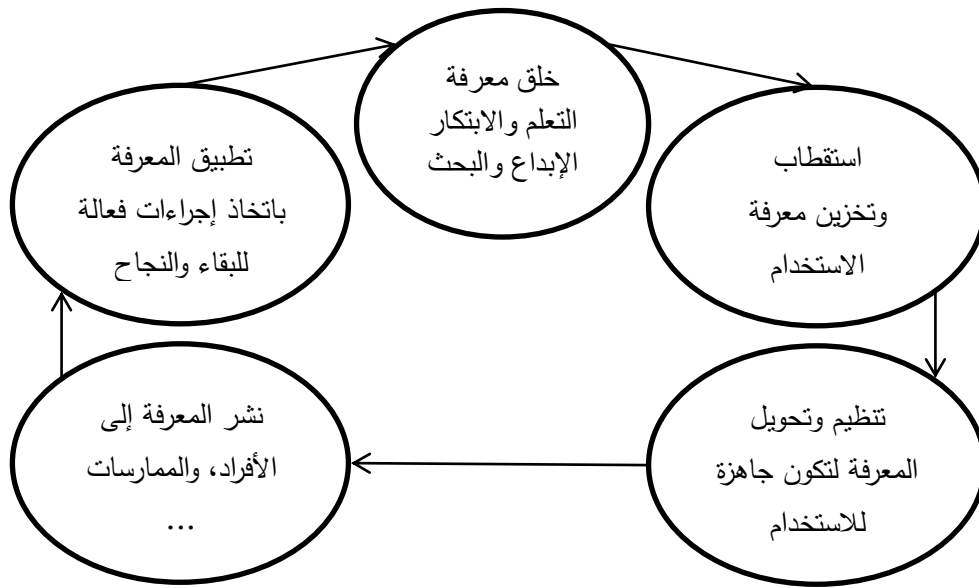 خلق معرفة
التعلم والابتكار
الإبداع والبحث
استقطاب
وتخزين معرفة
الاستخدام
تنظيم وتحويل
المعرفة لتكون جاهزة
للاستخدام
نشر المعرفة إلى
الأفراد، والممارسات
...
تطبيق المعرفة
باتخاذ إجراءات فعالة
للبقاء والنجاح